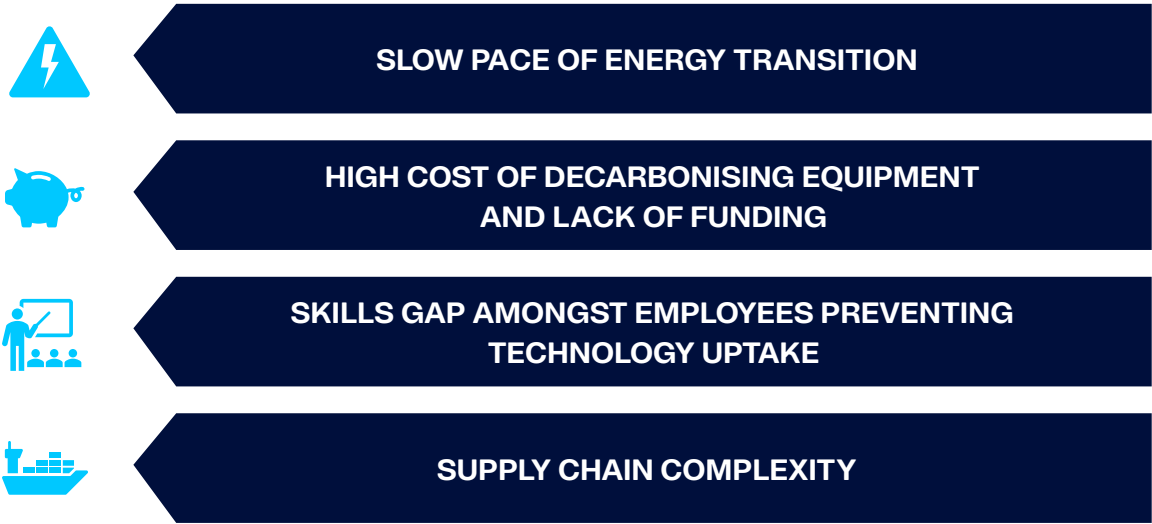 SLOW PACE OF ENERGY TRANSITION
HIGH COST OF DECARBONISING EQUIPMENT
AND LACK OF FUNDING
SKILLS GAP AMONGST EMPLOYEES PREVENTING
TECHNOLOGY UPTAKE
SUPPLY CHAIN COMPLEXITY